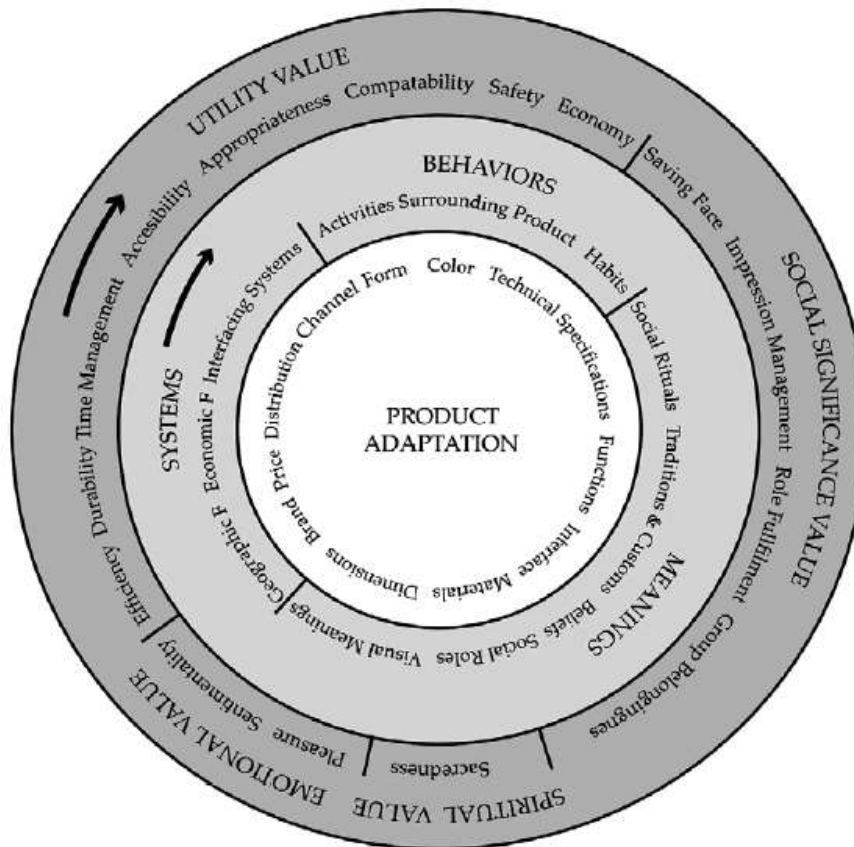 UTILITY VALUE
Efficiency Durability Time Management Accesibility Appropriateness Compatability Safety Economy
SOCIAL SIGNIFICANCE VALUE
Saving Face Impression Management Role Fulfilment Group Belongingnes
SPIRITUAL VALUE
Sacredness
EMOTIONAL VALUE
Pleasure Sentimentality
SYSTEMS
Geographic F Economic F Interfacing Systems
BEHAVIORS
Activities Surrounding Product Habits
MEANINGS
Social Rituals Traditions & Customs Beliefs Social Roles Visual Meanings
Brand Price Distribution Channel Form Color Technical Specifications Functions Interface Materials Dimensions
PRODUCT
ADAPTATION